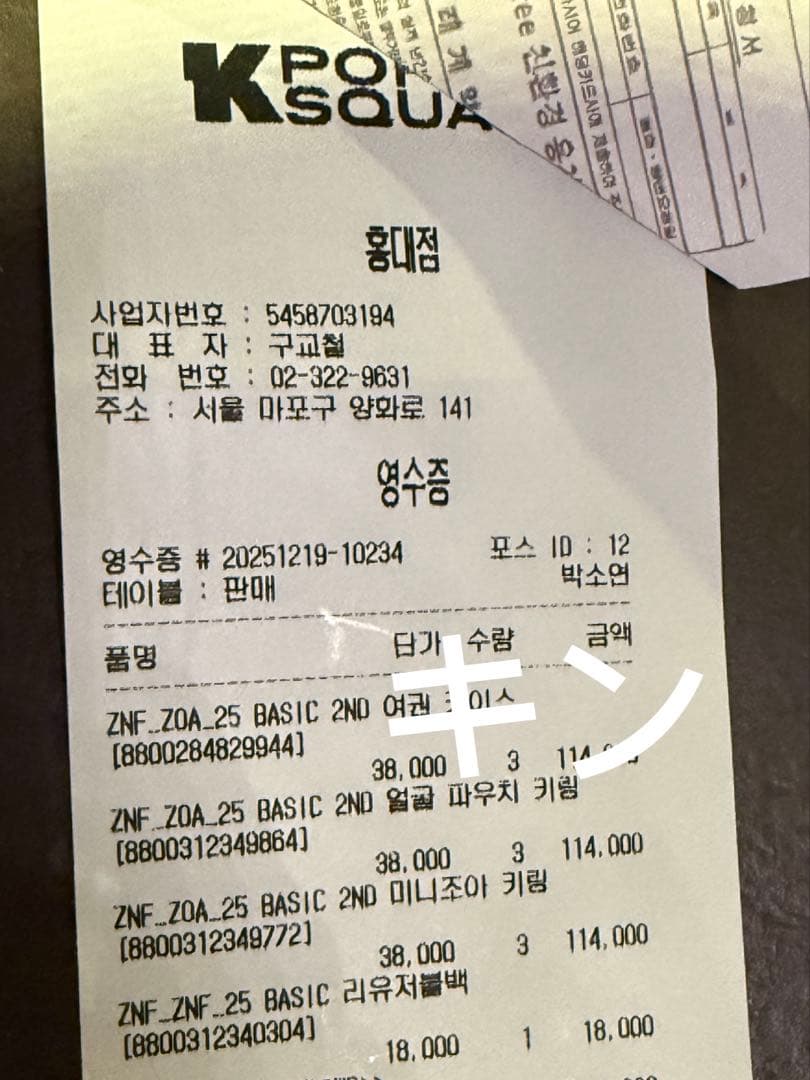 K POP
SQUA
홍대점
사업자번호 : 5458703194
대 표 자 : 구교철
전화 번호 : 02-322-9631
주소 : 서울 마포구 양화로 141
영수증
영수증 # 20251219-10234 포스 ID : 12
테이블 : 판매 박소연
품명 단가 수량 금액
キン
ZNF_ZOA_25 BASIC 2ND 여권
[8800284829944]
38,000 3
ZNF_ZOA_25 BASIC 2ND 얼굴 파우치 키링
[8800312349864]
38,000 3 114,000
ZNF_ZOA_25 BASIC 2ND 미니조아 키링
[8800312349772]
38,000 3 114,000
ZNF_ZNF_25 BASIC 리유저블백
[8800312340304]
18,000 1 18,000
친환경